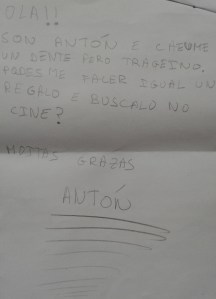 OLA!!
SON ANTÓN E CAEUME
UN DENTE PERO TRAGEINO.
PODES ME FACER IGUAL UN
REGALO E BUSCALO NO
CINE?
MOITAS GRAZAS
ANTÓN